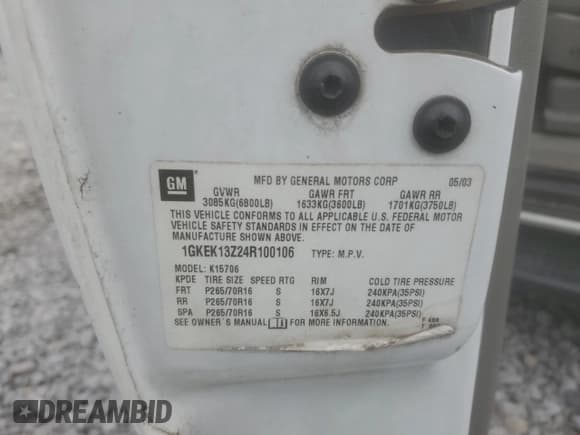 GM
MFD BY GENERAL MOTORS CORP 05/03
GVWR GAWR FRT GAWR RR
3085KG(6800LB) 1633KG(3600LB) 1701KG(3750LB)
THIS VEHICLE CONFORMS TO ALL APPLICABLE U.S. FEDERAL MOTOR
VEHICLE SAFETY STANDARDS IN EFFECT ON THE DATE OF
MANUFACTURE SHOWN ABOVE.
1GKEK13Z24R100106 TYPE: M.P.V.
MODEL: K15706
KPDE TIRE SIZE SPEED RTG RIM COLD TIRE PRESSURE
FRT P265/70R16 S 16X7J 240KPA(35PSI)
RR P265/70R16 S 16X7J 240KPA(35PSI)
SPA P265/70R16 S 16X6.5J 240KPA(35PSI)
SEE OWNER'S MANUAL FOR MORE INFORMATION.
DREAMBID